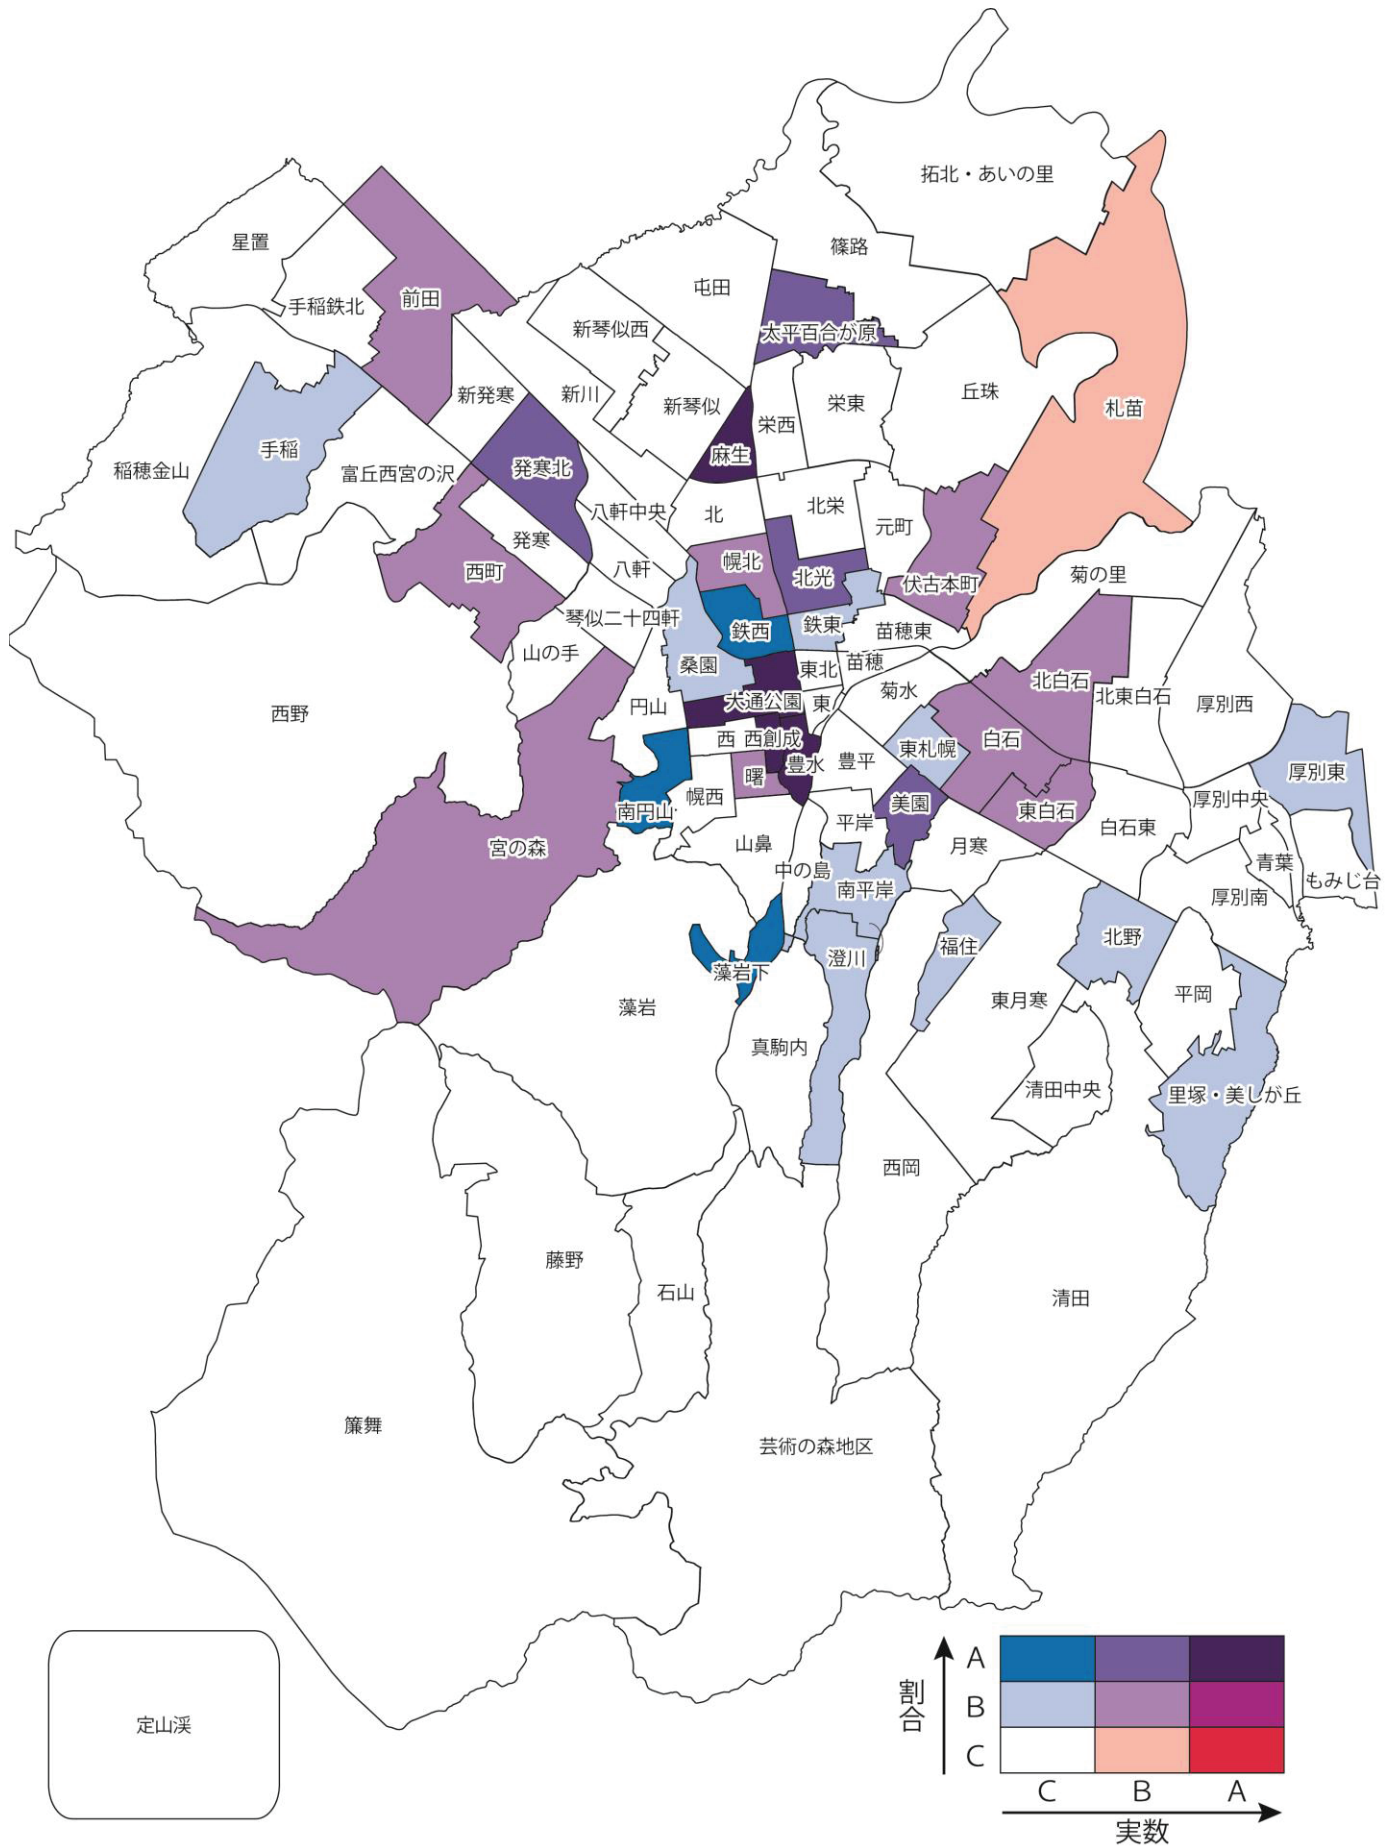 拓北・あいの里
星置
篠路
手稲鉄北
前田
屯田
太平百合が原
新琴似西
新発寒
新川
新琴似
栄西
栄東
丘珠
札苗
麻生
稲穂金山
手稲
富丘西宮の沢
発寒北
八軒中央
北
北栄
元町
発寒
西町
八軒
幌北
北光
伏古本町
菊の里
琴似二十四軒
鉄西
鉄東
苗穂東
山の手
桑園
東北
苗穂
西野
円山
大通公園
東
菊水
北白石
北東白石
厚別西
西
西創成
豊水
豊平
東札幌
白石
厚別東
曙
南円山
幌西
美園
平岸
東白石
白石東
厚別中央
宮の森
山鼻
月寒
中の島
南平岸
青葉
もみじ台
厚別南
藻岩下
澄川
福住
北野
藻岩
東月寒
平岡
真駒内
清田中央
里塚・美しが丘
西岡
藤野
石山
清田
簾舞
芸術の森地区
定山渓
割合
A
B
C
C B A
実数